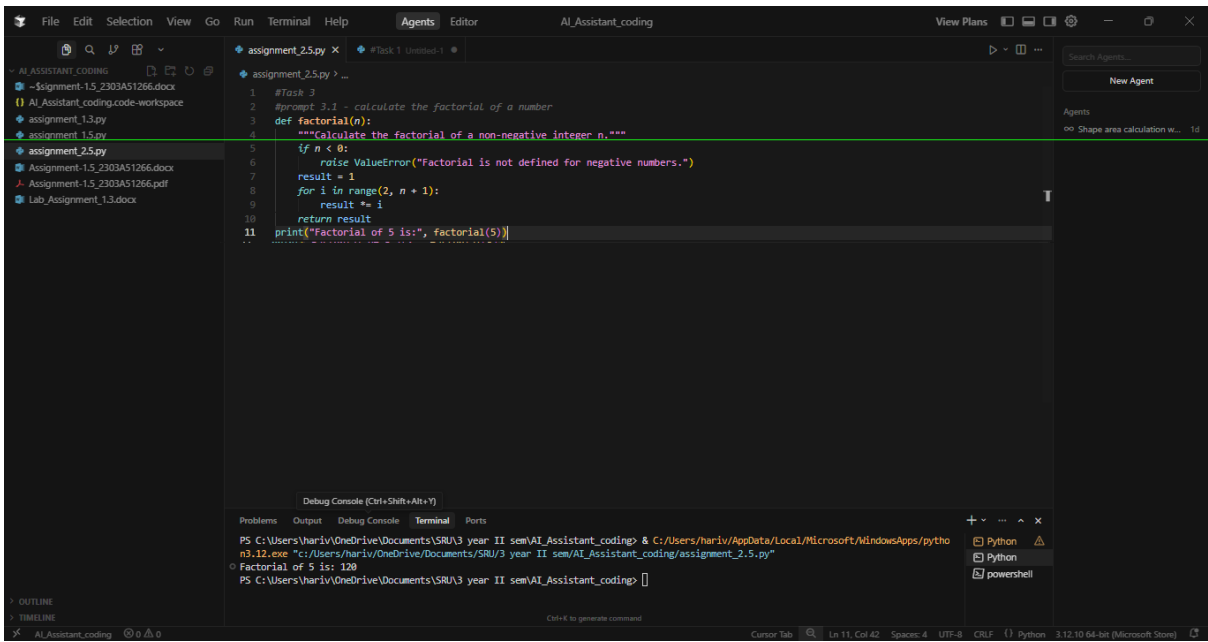 File Edit Selection View Go Run Terminal Help Agents Editor AI_Assistant_coding View Plans
AI_ASSISTANT_CODING
~$signment-1.5_2303A51266.docx
AI_Assistant_coding.code-workspace
assignment_1.3.py
assignment_1.5.py
assignment_2.5.py
Assignment-1.5_2303A51266.docx
Assignment-1.5_2303A51266.pdf
Lab_Assignment_1.3.docx
OUTLINE
TIMELINE
assignment_2.5.py #Task 1 Untitled-1
assignment_2.5.py > ...
1 #Task 3
2 #prompt 3.1 - calculate the factorial of a number
3 def factorial(n):
4 """Calculate the factorial of a non-negative integer n."""
5 if n < 0:
6 raise ValueError("Factorial is not defined for negative numbers.")
7 result = 1
8 for i in range(2, n + 1):
9 result *= i
10 return result
11 print("Factorial of 5 is:", factorial(5))
Debug Console (Ctrl+Shift+Alt+Y)
Problems Output Debug Console Terminal Ports
PS C:\Users\hariv\OneDrive\Documents\SRU\3 year II sem\AI_Assistant_coding> & C:/Users/hariv/AppData/Local/Microsoft/WindowsApps/pytho
n3.12.exe "c:/Users/hariv/OneDrive/Documents/SRU/3 year II sem/AI_Assistant_coding/assignment_2.5.py"
Factorial of 5 is: 120
PS C:\Users\hariv\OneDrive\Documents\SRU\3 year II sem\AI_Assistant_coding>
Ctrl+K to generate command
Python
Python
powershell
Search Agents...
New Agent
Agents
Shape area calculation w... 1d
AI_Assistant_coding 0 0 Cursor Tab Ln 11, Col 42 Spaces: 4 UTF-8 CRLF {} Python 3.12.10 64-bit (Microsoft Store)